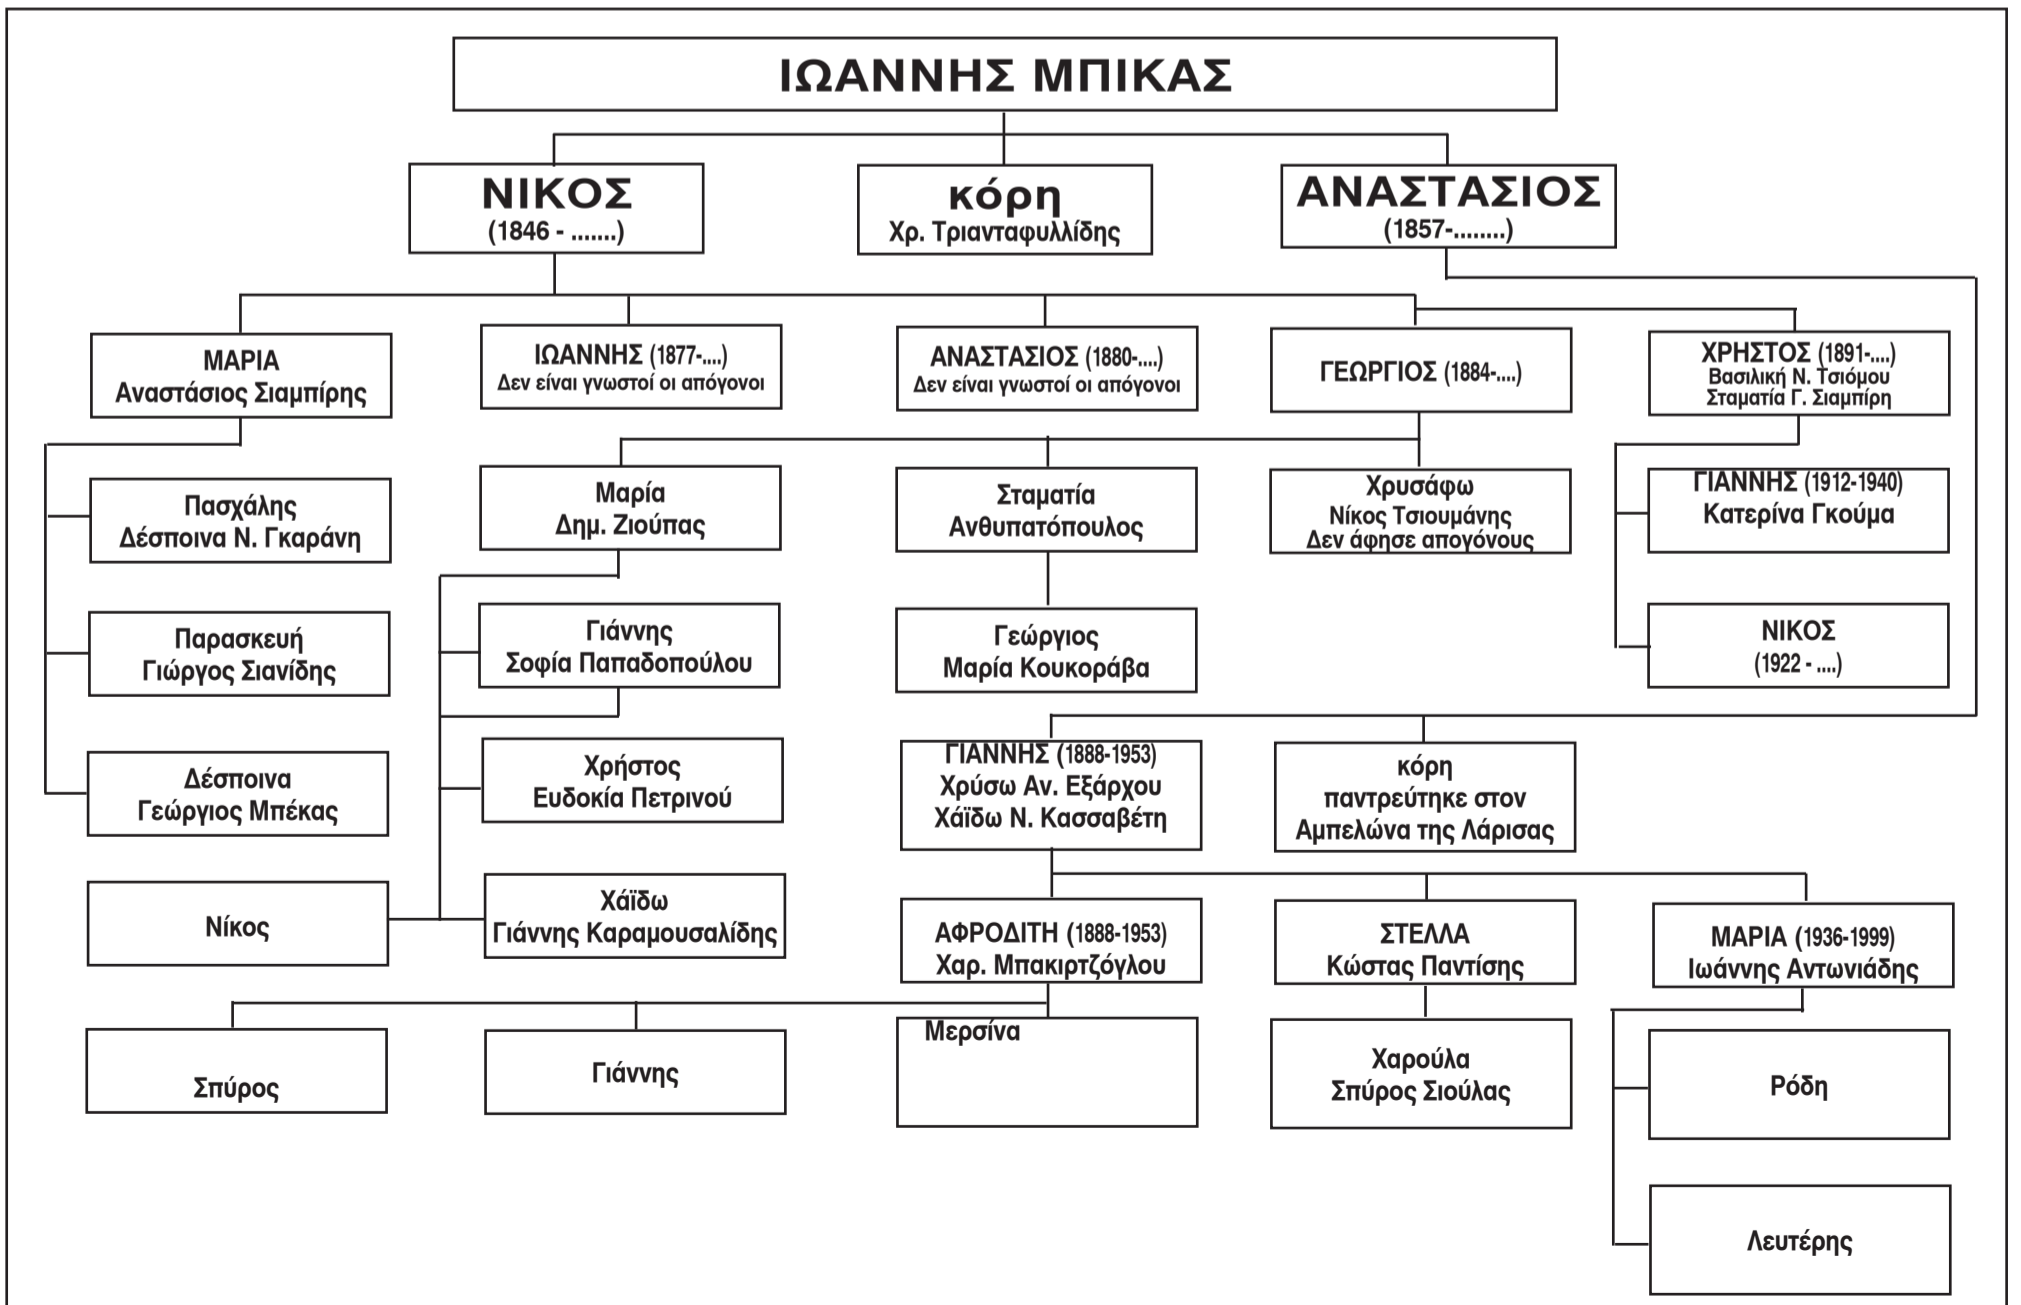 ΙΩΑΝΝΗΣ ΜΠΙΚΑΣ
ΝΙΚΟΣ
(1846 - .......)
κόρη
Χρ. Τριανταφυλλίδης
ΑΝΑΣΤΑΣΙΟΣ
(1857-........)
ΜΑΡΙΑ
Αναστάσιος Σιαμπίρης
ΙΩΑΝΝΗΣ (1877-....)
Δεν είναι γνωστοί οι απόγονοι
ΑΝΑΣΤΑΣΙΟΣ (1880-....)
Δεν είναι γνωστοί οι απόγονοι
ΓΕΩΡΓΙΟΣ (1884-....)
ΧΡΗΣΤΟΣ (1891-....)
Βασιλική Ν. Τσιόμου
Σταματία Γ. Σιαμπίρη
Πασχάλης
Δέσποινα Ν. Γκαράνη
Μαρία
Δημ. Ζιούπας
Σταματία
Ανθυπατόπουλος
Χρυσάφω
Νίκος Τσιουμάνης
Δεν άφησε απογόνους
ΓΙΑΝΝΗΣ (1912-1940)
Κατερίνα Γκούμα
Παρασκευή
Γιώργος Σιανίδης
Γιάννης
Σοφία Παπαδοπούλου
Γεώργιος
Μαρία Κουκοράβα
ΝΙΚΟΣ
(1922 - ....)
Δέσποινα
Γεώργιος Μπέκας
Χρήστος
Ευδοκία Πετρινού
ΓΙΑΝΝΗΣ (1888-1953)
Χρύσω Αν. Εξάρχου
Χάϊδω Ν. Κασσαβέτη
κόρη
παντρεύτηκε στον
Αμπελώνα της Λάρισας
Νίκος
Χάϊδω
Γιάννης Καραμουσαλίδης
ΑΦΡΟΔΙΤΗ (1888-1953)
Χαρ. Μπακιρτζόγλου
ΣΤΕΛΛΑ
Κώστας Παντίσης
ΜΑΡΙΑ (1936-1999)
Ιωάννης Αντωνιάδης
Σπύρος
Γιάννης
Μερσίνα
Χαρούλα
Σπύρος Σιούλας
Ρόδη
Λευτέρης